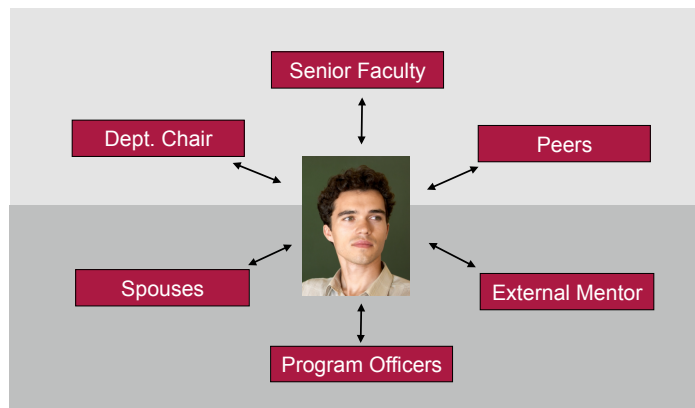 Senior Faculty
Dept. Chair
Peers
Spouses
External Mentor
Program Officers